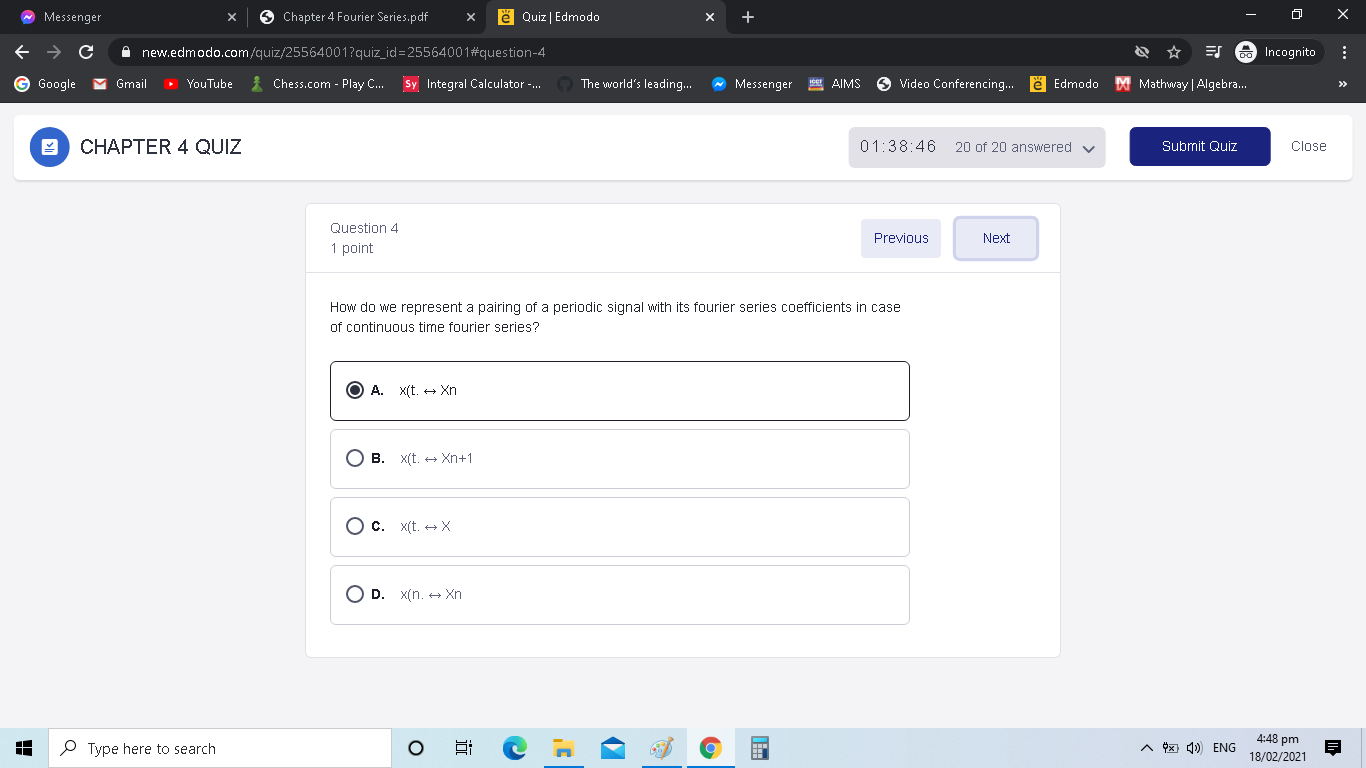 Messenger
Chapter 4 Fourier Series.pdf
Quiz | Edmodo
new.edmodo.com/quiz/25564001?quiz_id=25564001#question-4
Incognito
Google
Gmail
YouTube
Chess.com - Play C...
Sy Integral Calculator -...
The world's leading...
Messenger
AIMS
Video Conferencing...
Edmodo
Mathway | Algebra...
»
CHAPTER 4 QUIZ
01:38:46 20 of 20 answered
Submit Quiz
Close
Question 4
1 point
Previous
Next
How do we represent a pairing of a periodic signal with its fourier series coefficients in case
of continuous time fourier series?
A. x(t. ↔ Xn
B. x(t. ↔ Xn+1
C. x(t. ↔ X
D. x(n. ↔ Xn
Type here to search
ENG
4:48 pm
18/02/2021